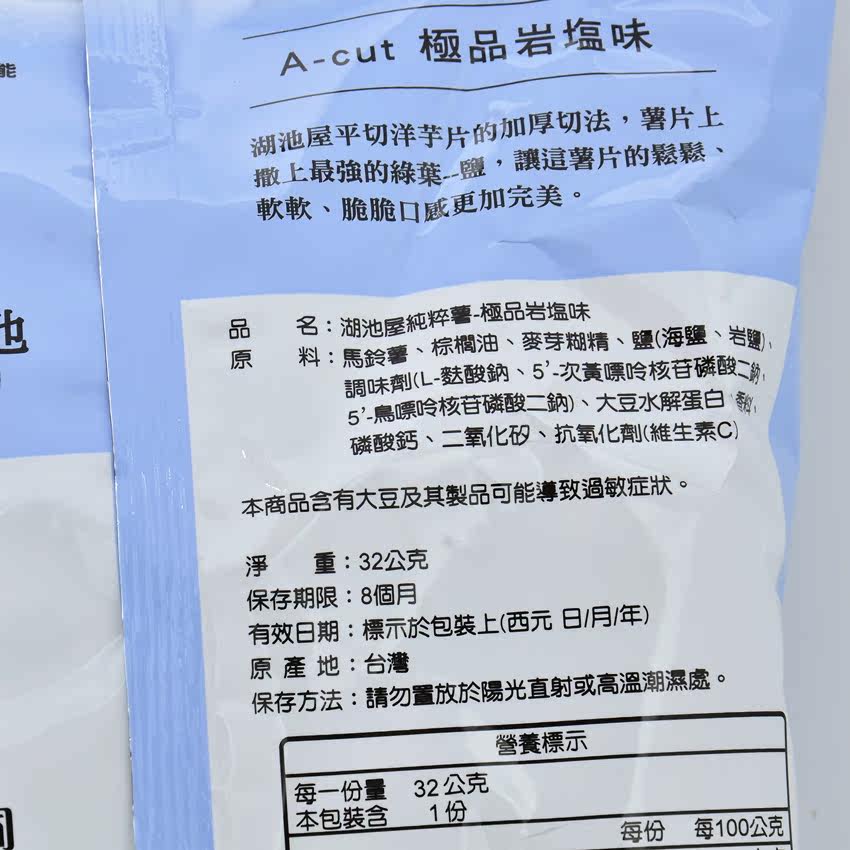 能
A-cut 極品岩塩味
湖池屋平切洋芋片的加厚切法，薯片上
撒上最強的綠葉--鹽，讓這薯片的鬆鬆、
軟軟、脆脆口感更加完美。
池
品 名：湖池屋純粹薯-極品岩塩味
原 料：馬鈴薯、棕櫚油、麥芽糊精、鹽(海鹽、岩鹽)、
調味劑(L-麩酸鈉、5'-次黃嘌呤核苷磷酸二鈉、
5'-鳥嘌呤核苷磷酸二鈉)、大豆水解蛋白、香料、
磷酸鈣、二氧化矽、抗氧化劑(維生素C)
本商品含有大豆及其製品可能導致過敏症狀。
淨 重：32公克
保存期限：8個月
有效日期：標示於包裝上(西元 日/月/年)
原 產 地：台灣
保存方法：請勿置放於陽光直射或高溫潮濕處。
營養標示
每一份量 32公克
本包裝含 1份
每份 每100公克